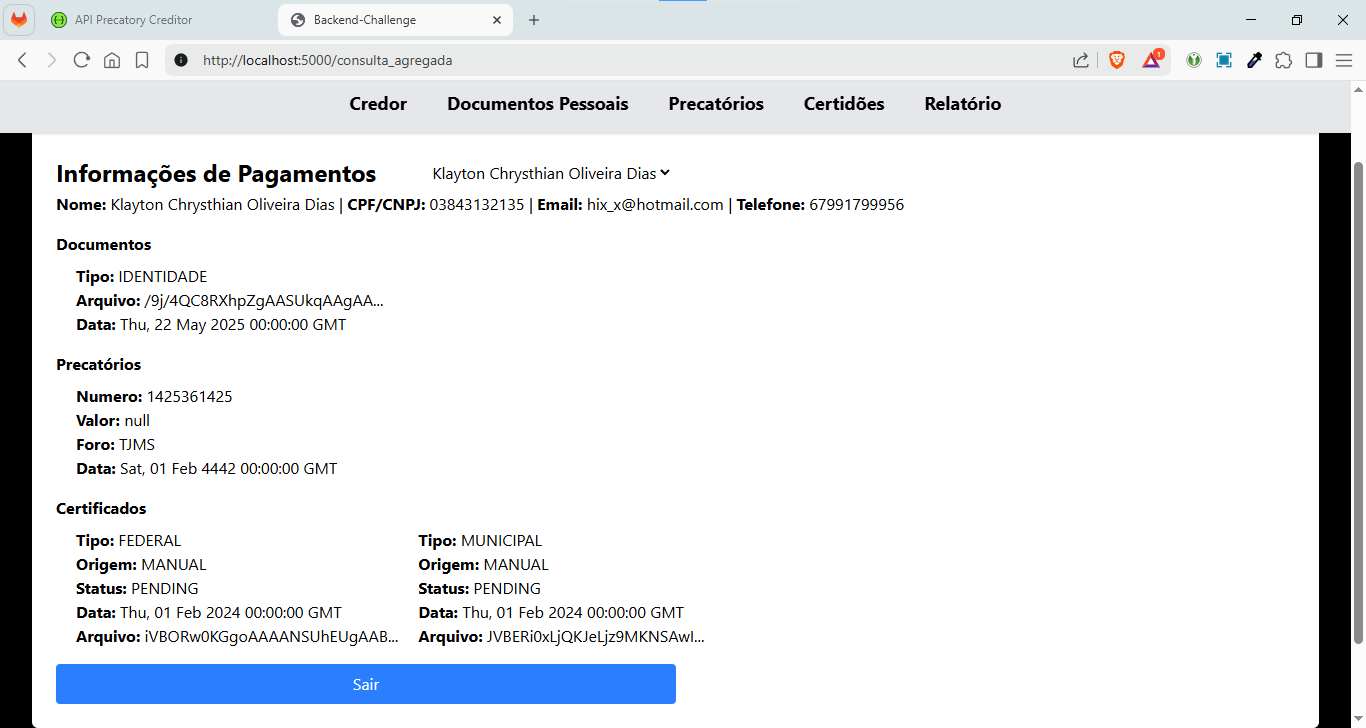 API Precatory Creditor
Backend-Challenge
http://localhost:5000/consulta_agregada
1
Credor Documentos Pessoais Precatórios Certidões Relatório
Informações de Pagamentos Klayton Chrysthian Oliveira Dias
Nome: Klayton Chrysthian Oliveira Dias | CPF/CNPJ: 03843132135 | Email: hix_x@hotmail.com | Telefone: 67991799956
Documentos
Tipo: IDENTIDADE
Arquivo: /9j/4QC8RXhpZgAASUkqAAgAA...
Data: Thu, 22 May 2025 00:00:00 GMT
Precatórios
Numero: 1425361425
Valor: null
Foro: TJMS
Data: Sat, 01 Feb 4442 00:00:00 GMT
Certificados
Tipo: FEDERAL
Origem: MANUAL
Status: PENDING
Data: Thu, 01 Feb 2024 00:00:00 GMT
Arquivo: iVBORw0KGgoAAAANSUhEUgAAB...
Tipo: MUNICIPAL
Origem: MANUAL
Status: PENDING
Data: Thu, 01 Feb 2024 00:00:00 GMT
Arquivo: JVBERi0xLjQKJeLjz9MKNSAwI...
Sair